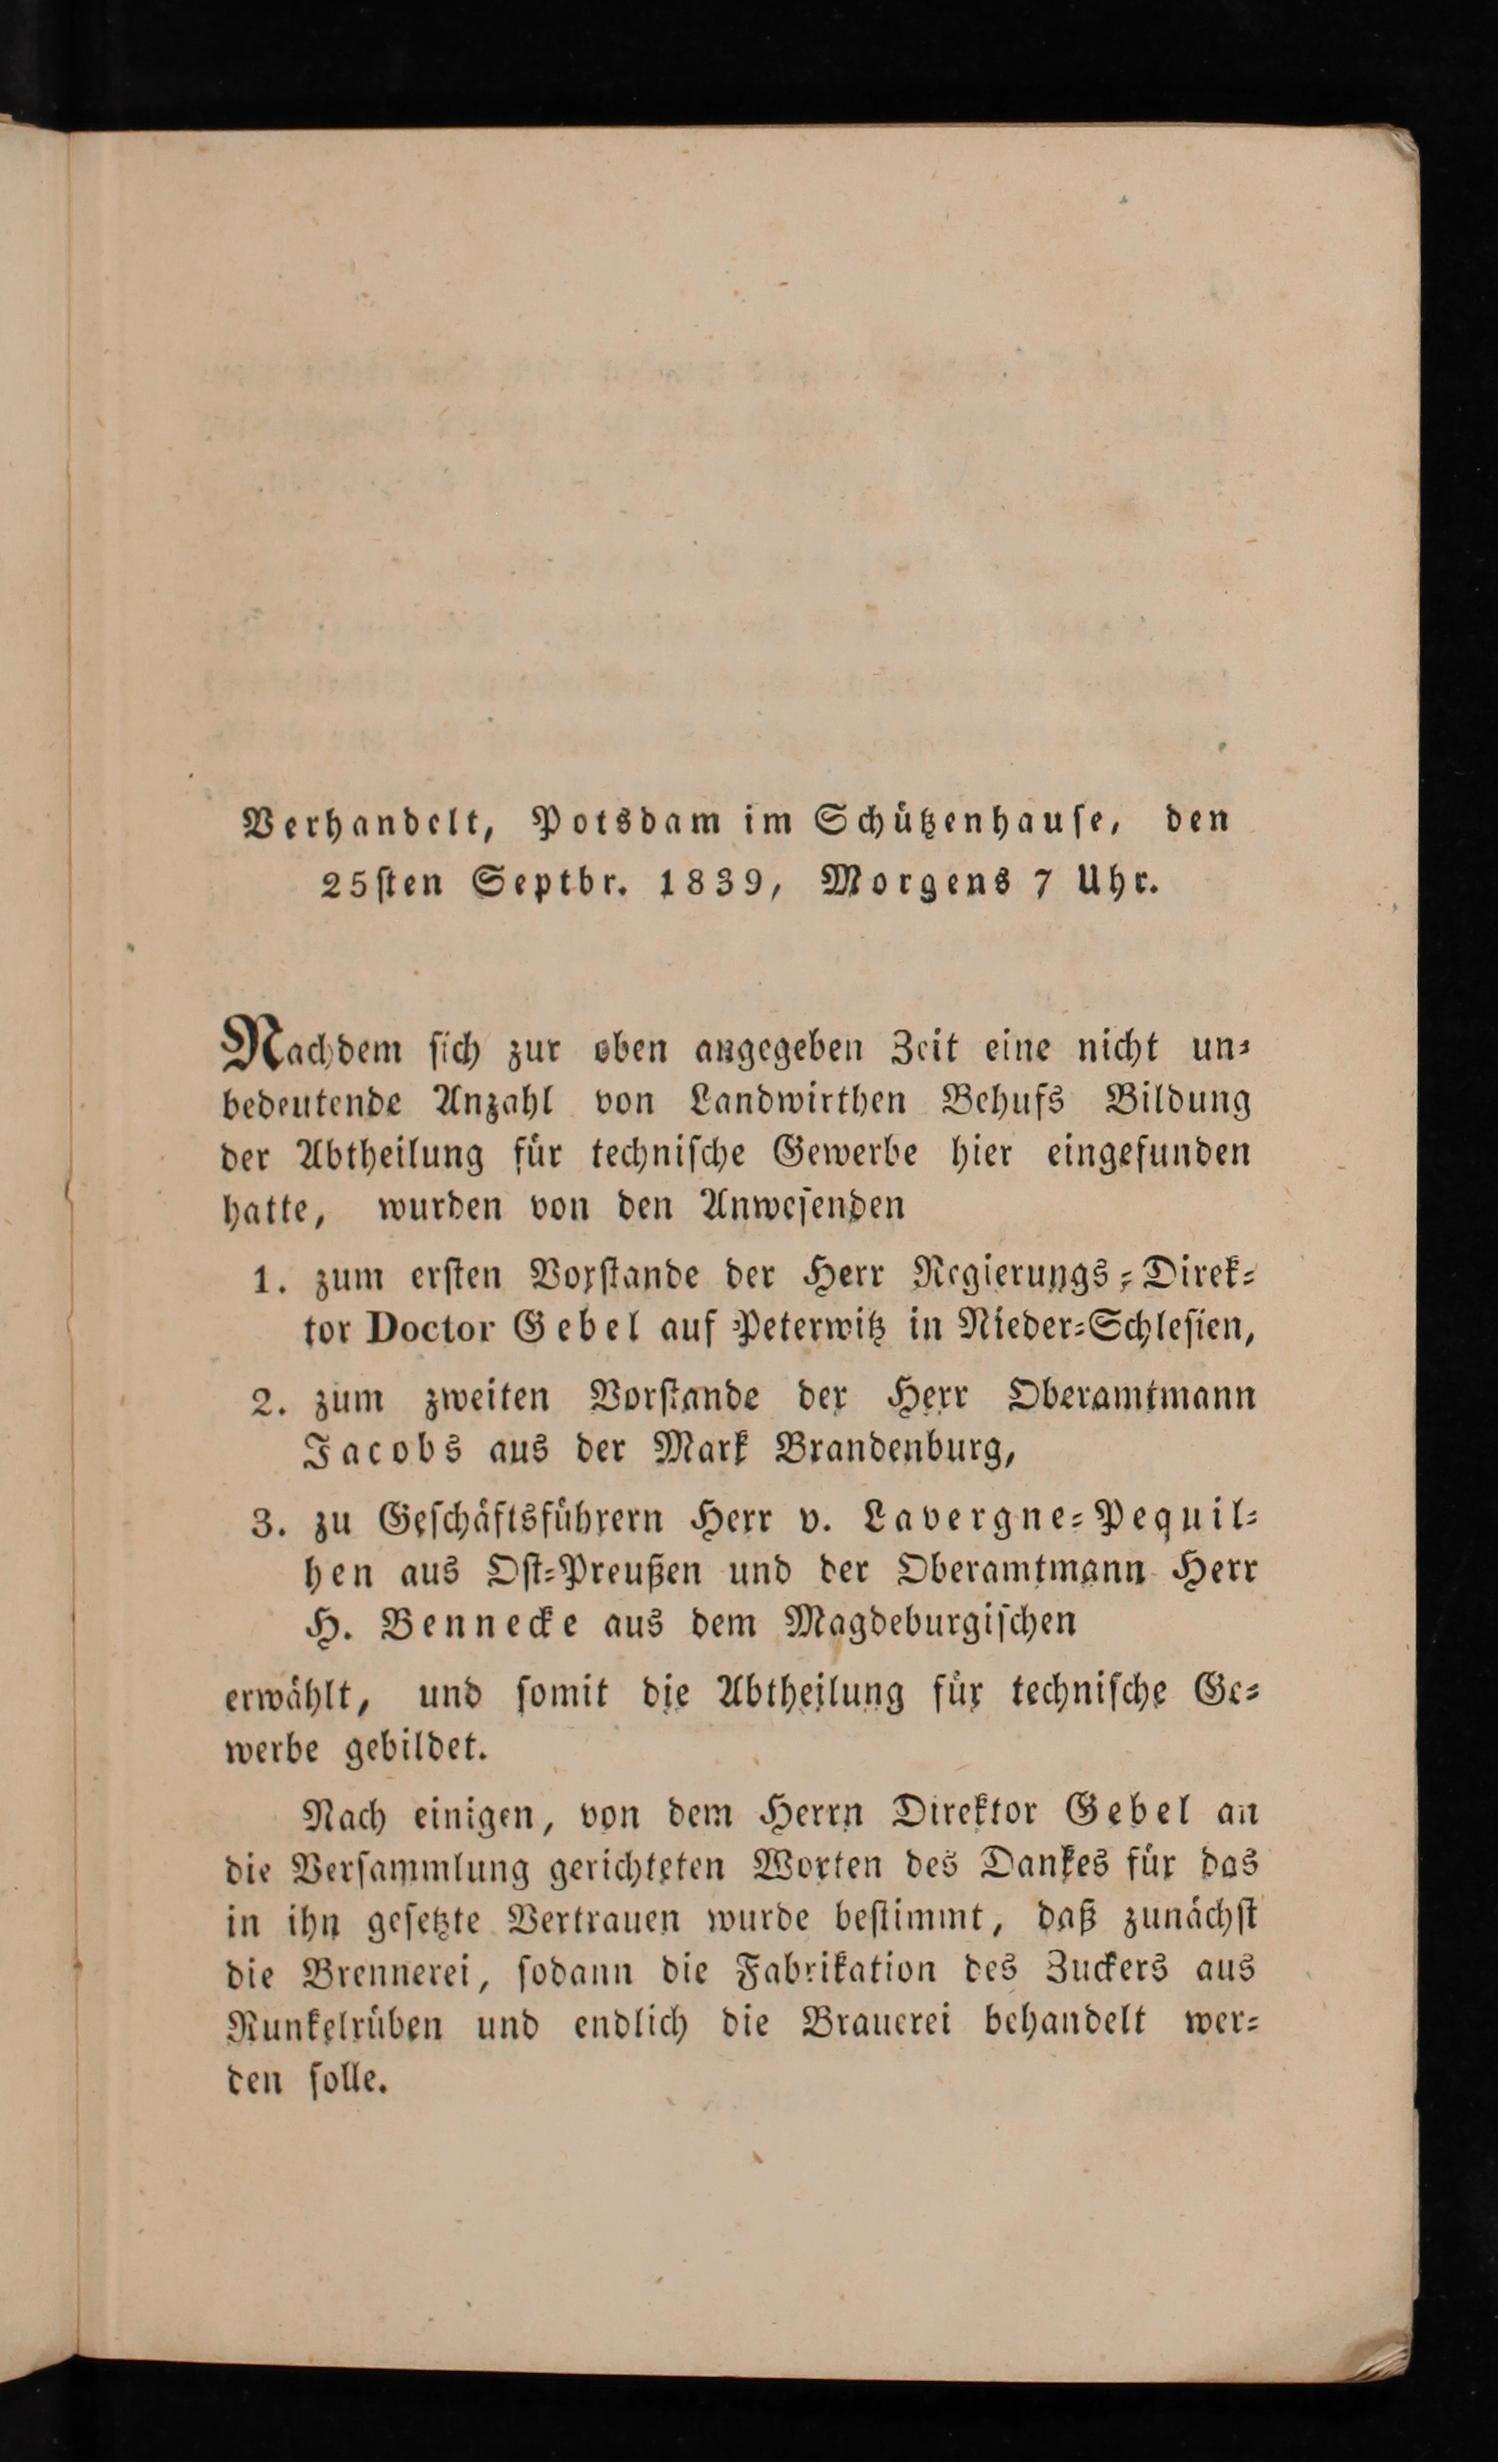 Verhandelt, Potsdam im Schützenhause, den
25sten Septbr. 1839, Morgens 7 Uhr.
Nachdem sich zur oben angegeben Zeit eine nicht un-
bedeutende Anzahl von Landwirthen Behufs Bildung
der Abtheilung für technische Gewerbe hier eingefunden
hatte, wurden von den Anwesenden
1. zum ersten Vorstande der Herr Regierungs-Direk-
tor Doctor Gebel auf Peterwitz in Nieder-Schlesien,
2. zum zweiten Vorstande der Herr Oberamtmann
Jacobs aus der Mark Brandenburg,
3. zu Geschäftsführern Herr v. Lavergne-Pequil-
hen aus Ost-Preußen und der Oberamtmann Herr
H. Bennecke aus dem Magdeburgischen
erwählt, und somit die Abtheilung für technische Ge-
werbe gebildet.
Nach einigen, von dem Herrn Direktor Gebel an
die Versammlung gerichteten Worten des Dankes für das
in ihn gesetzte Vertrauen wurde bestimmt, daß zunächst
die Brennerei, sodann die Fabrikation des Zuckers aus
Runkelrüben und endlich die Brauerei behandelt wer-
den solle.